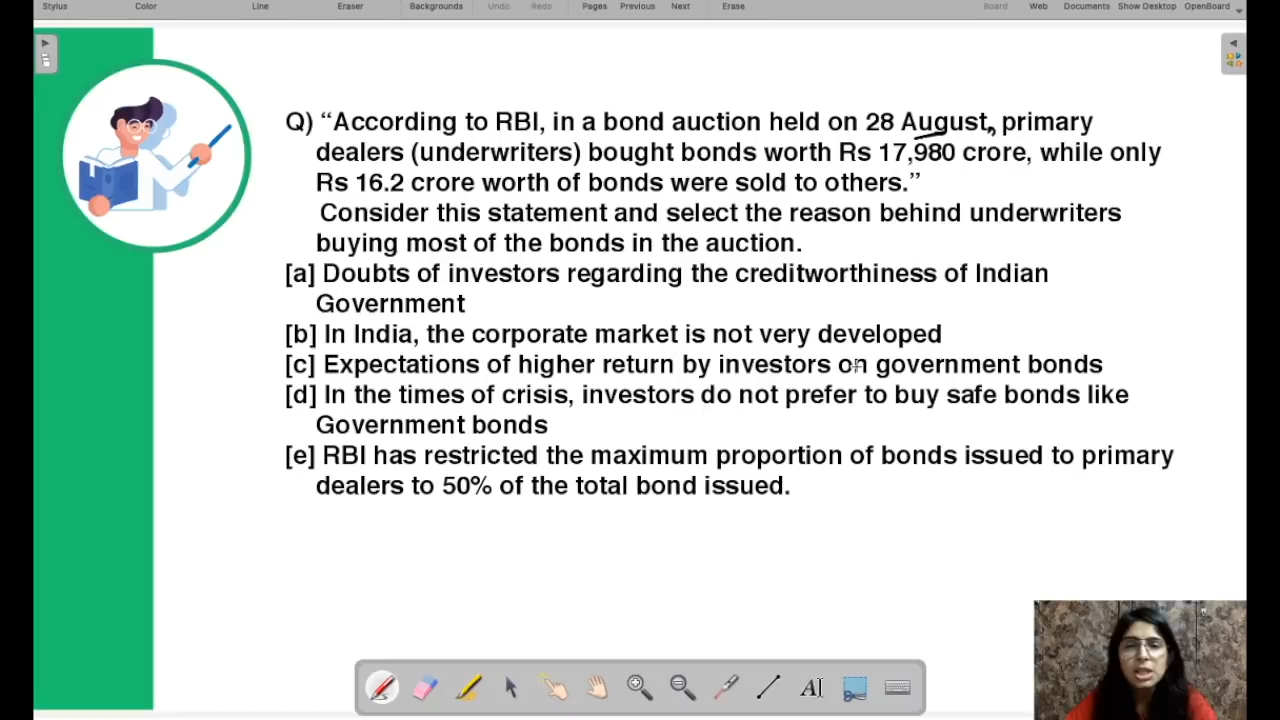 Stylus Color Line Eraser Backgrounds Undo Redo Pages Previous Next Erase Board Web Documents Show Desktop OpenBoard
Q) “According to RBI, in a bond auction held on 28 August, primary
dealers (underwriters) bought bonds worth Rs 17,980 crore, while only
Rs 16.2 crore worth of bonds were sold to others.”
Consider this statement and select the reason behind underwriters
buying most of the bonds in the auction.
[a] Doubts of investors regarding the creditworthiness of Indian
Government
[b] In India, the corporate market is not very developed
[c] Expectations of higher return by investors on government bonds
[d] In the times of crisis, investors do not prefer to buy safe bonds like
Government bonds
[e] RBI has restricted the maximum proportion of bonds issued to primary
dealers to 50% of the total bond issued.
AI